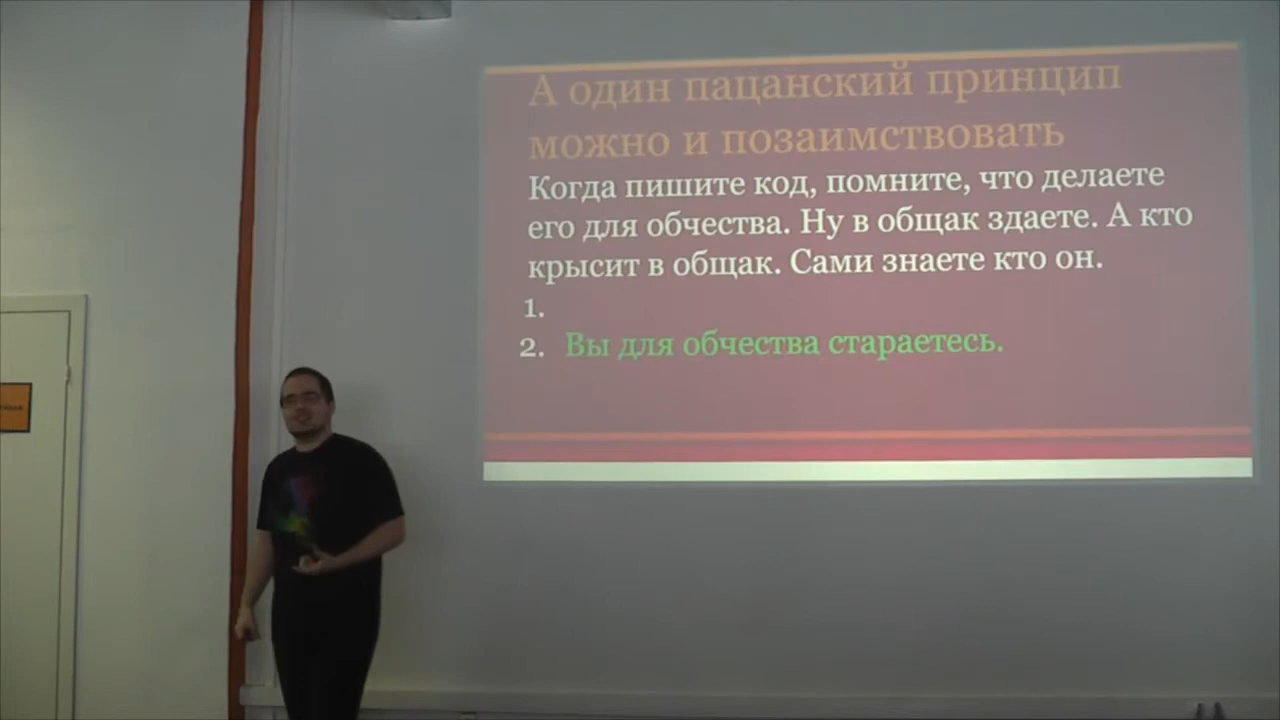 А один пацанский принцип
можно и позаимствовать
Когда пишите код, помните, что делаете
его для обчества. Ну в общак здаете. А кто
крысит в общак. Сами знаете кто он.
1.
2. Вы для обчества стараетесь.